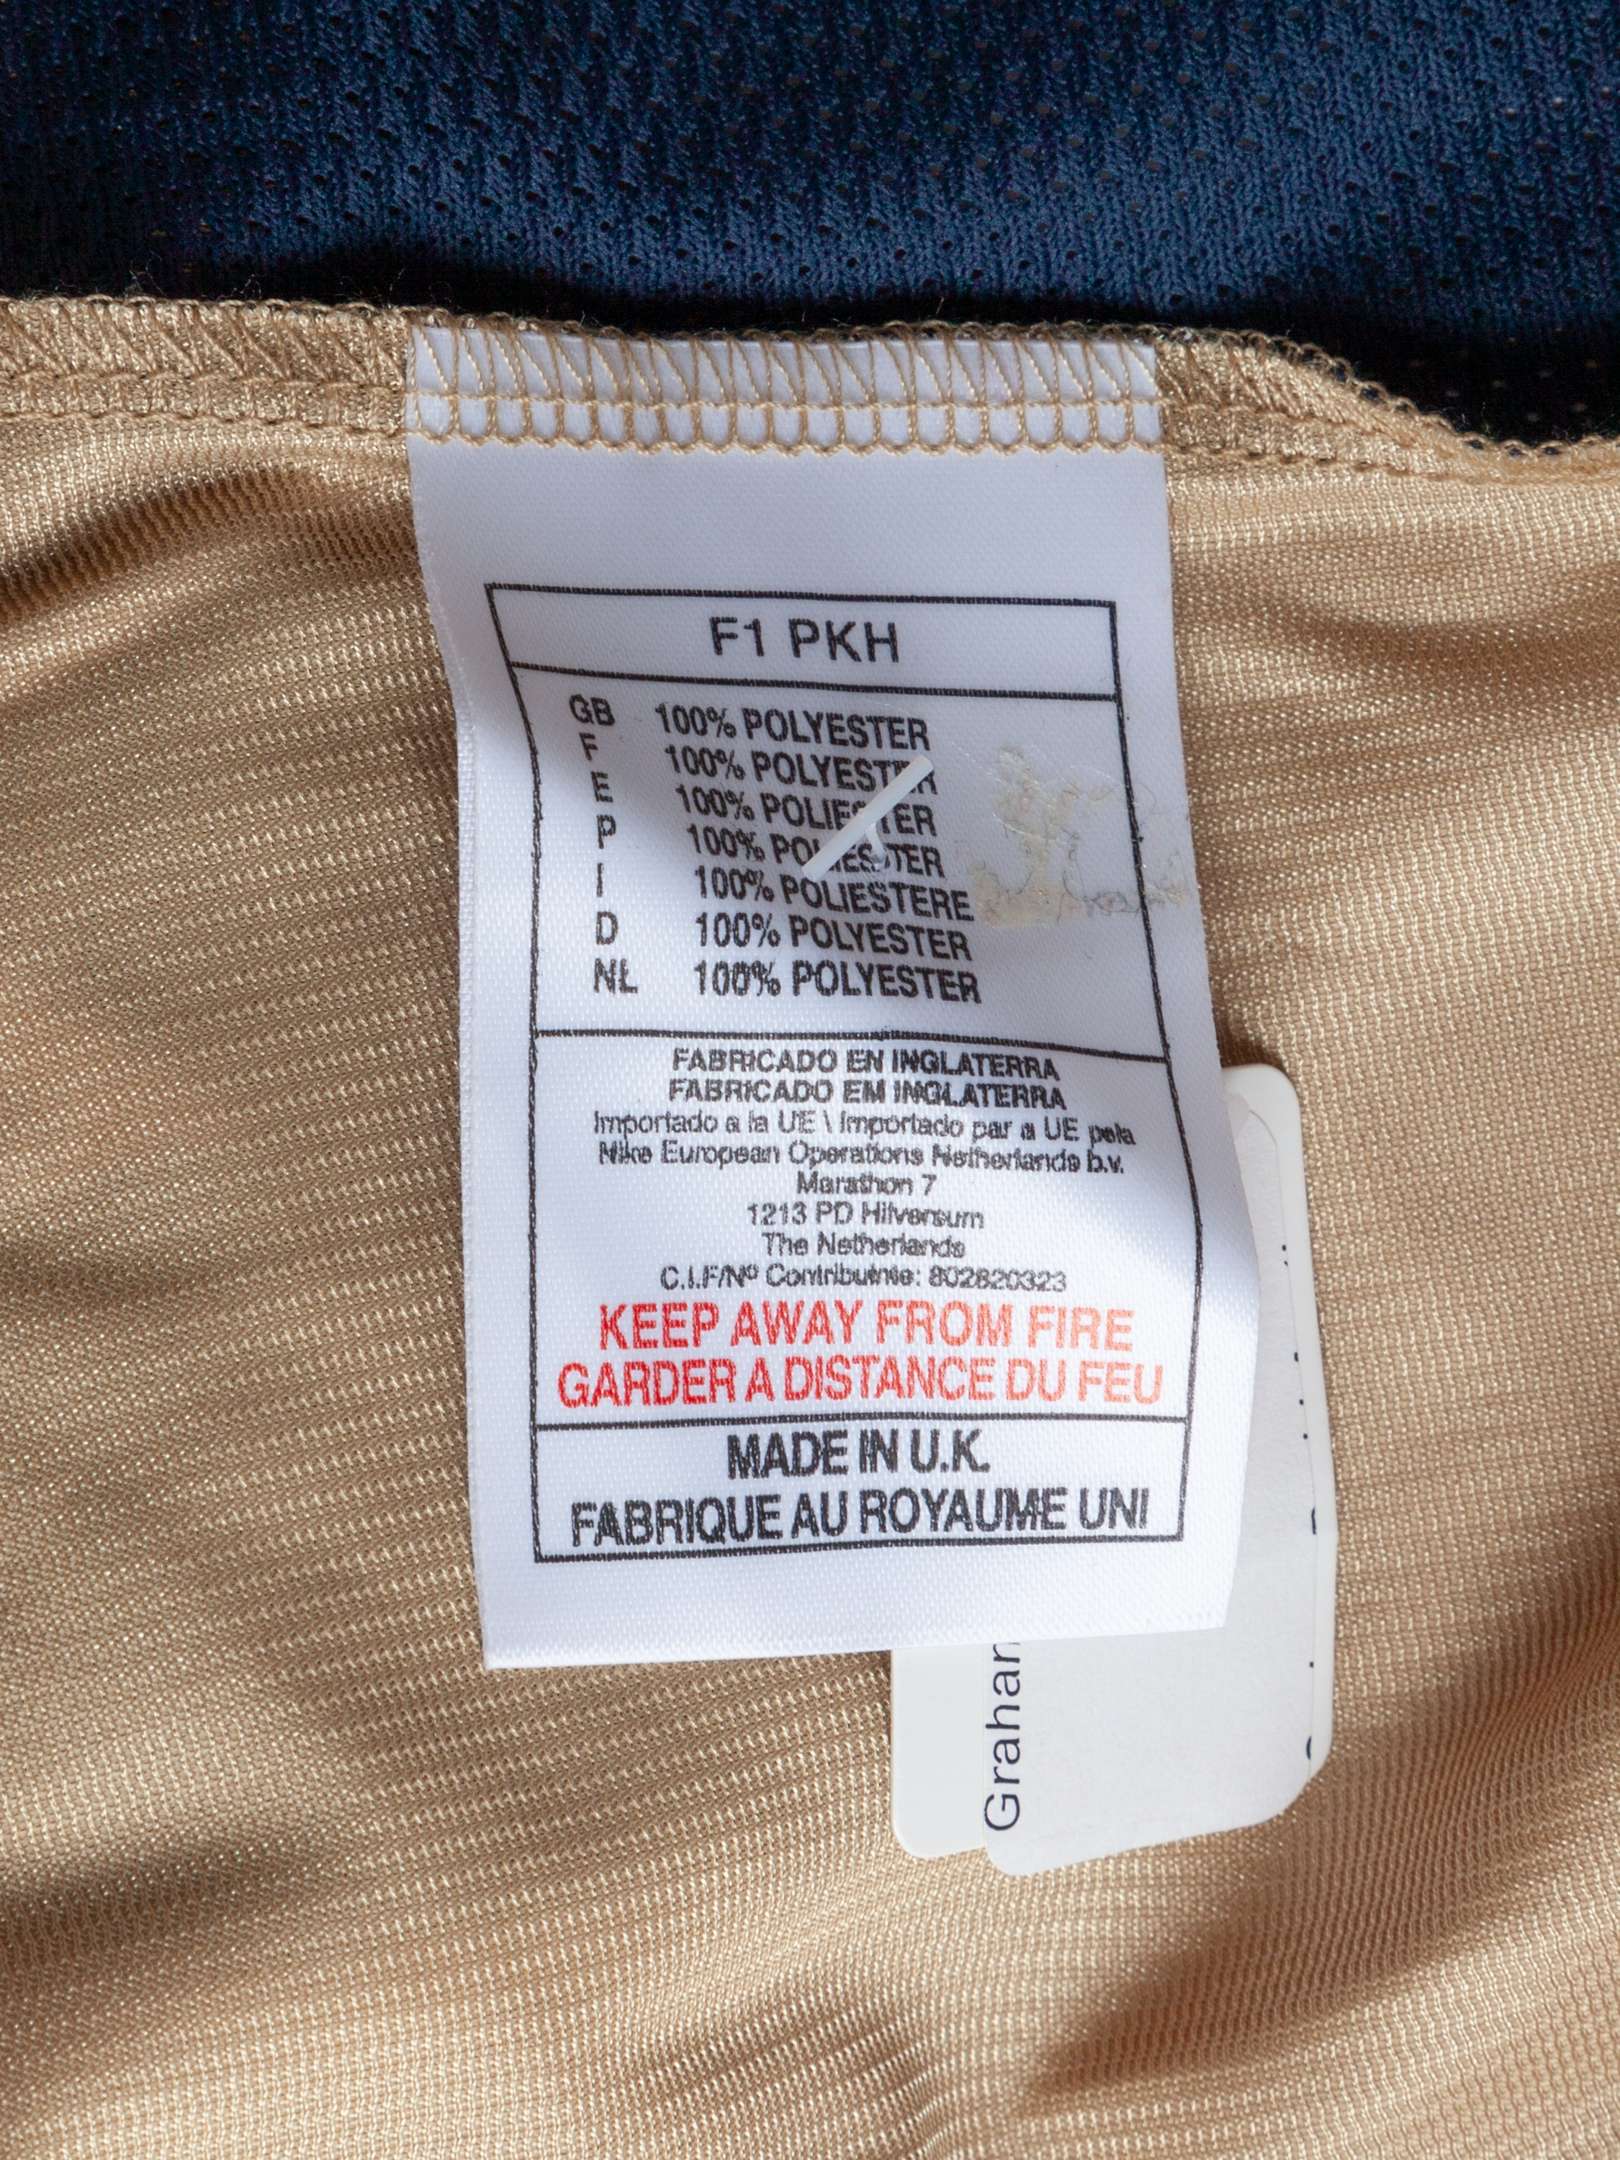 F1 PKH
GB 100% POLYESTER
F 100% POLYESTER
E 100% POLIESTER
P 100% POLIESTER
I 100% POLIESTERE
D 100% POLYESTER
NL 100% POLYESTER
FABRICADO EN INGLATERRA
FABRICADO EM INGLATERRA
Importado a la UE \ Importado par a UE pela
Nike European Operations Netherlands b.v.
Marathon 7
1213 PD Hilversum
The Netherlands
C.I.F/Nº Contribuinte: 802820323
KEEP AWAY FROM FIRE
GARDER A DISTANCE DU FEU
MADE IN U.K.
FABRIQUE AU ROYAUME UNI